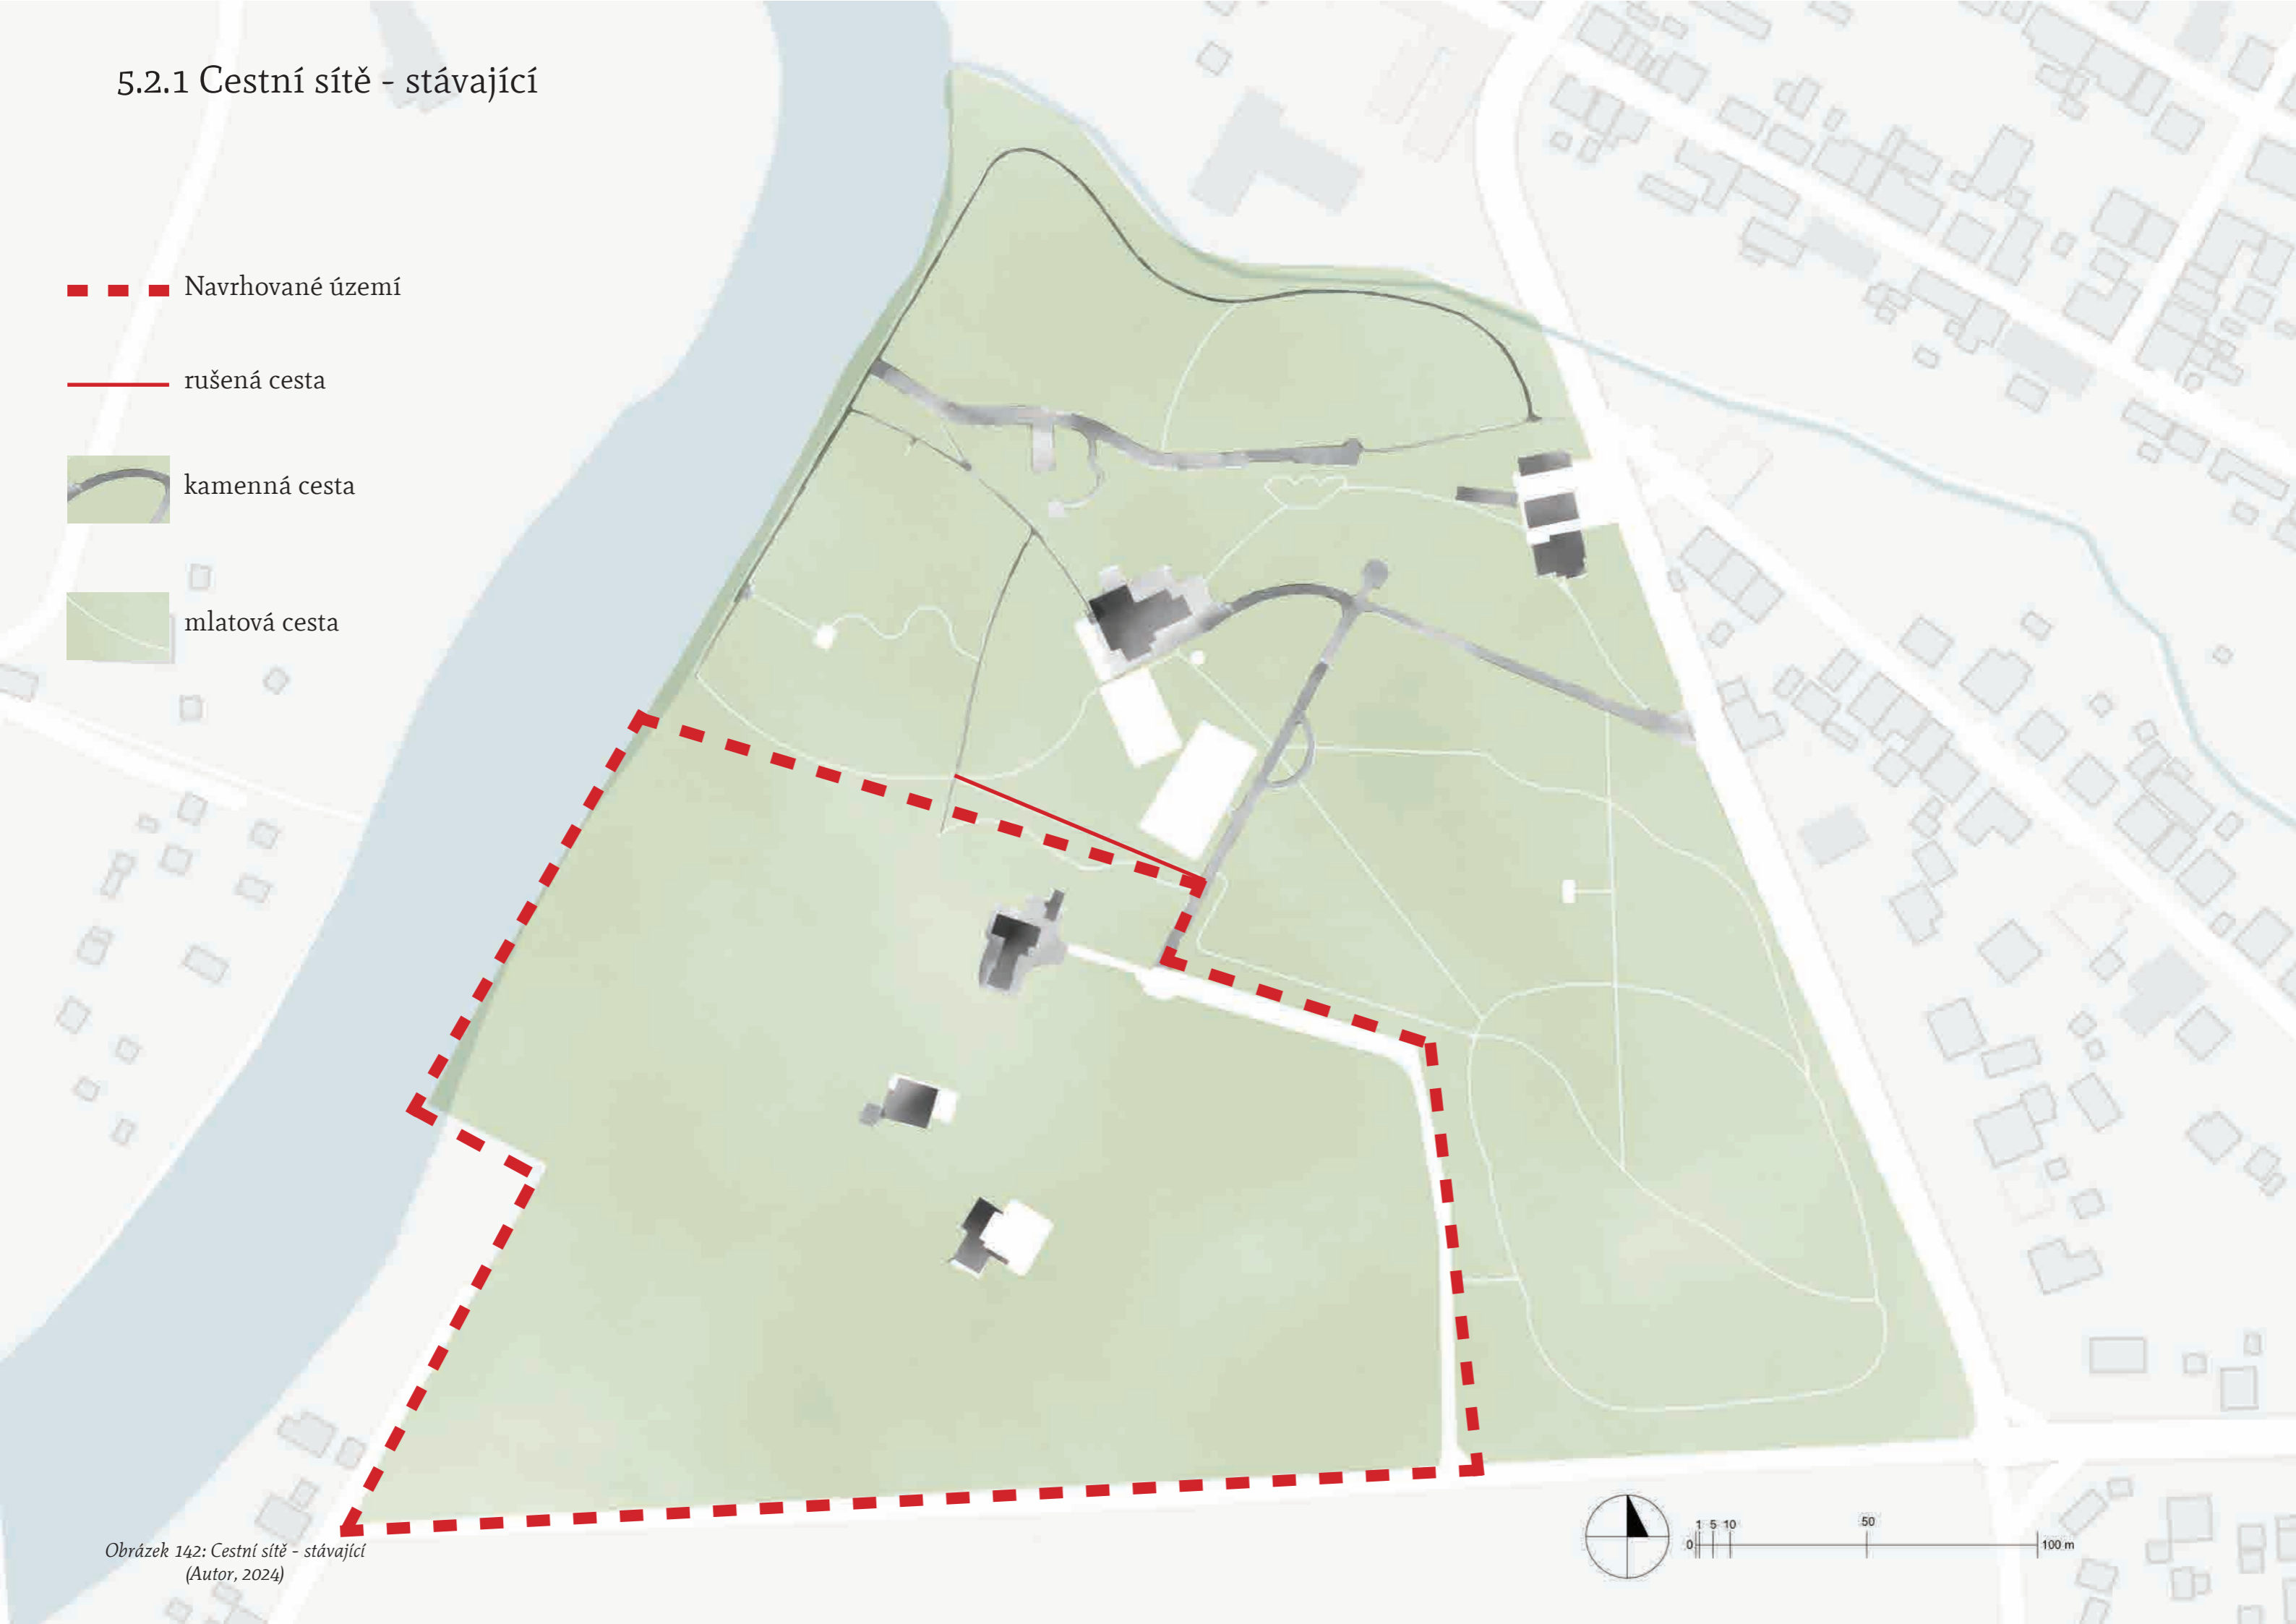 5.2.1 Cestní sítě - stávající
Navrhované území
rušená cesta
kamenná cesta
mlatová cesta
Obrázek 142: Cestní sítě - stávající
(Autor, 2024)
1 5 10 50
0 100 m